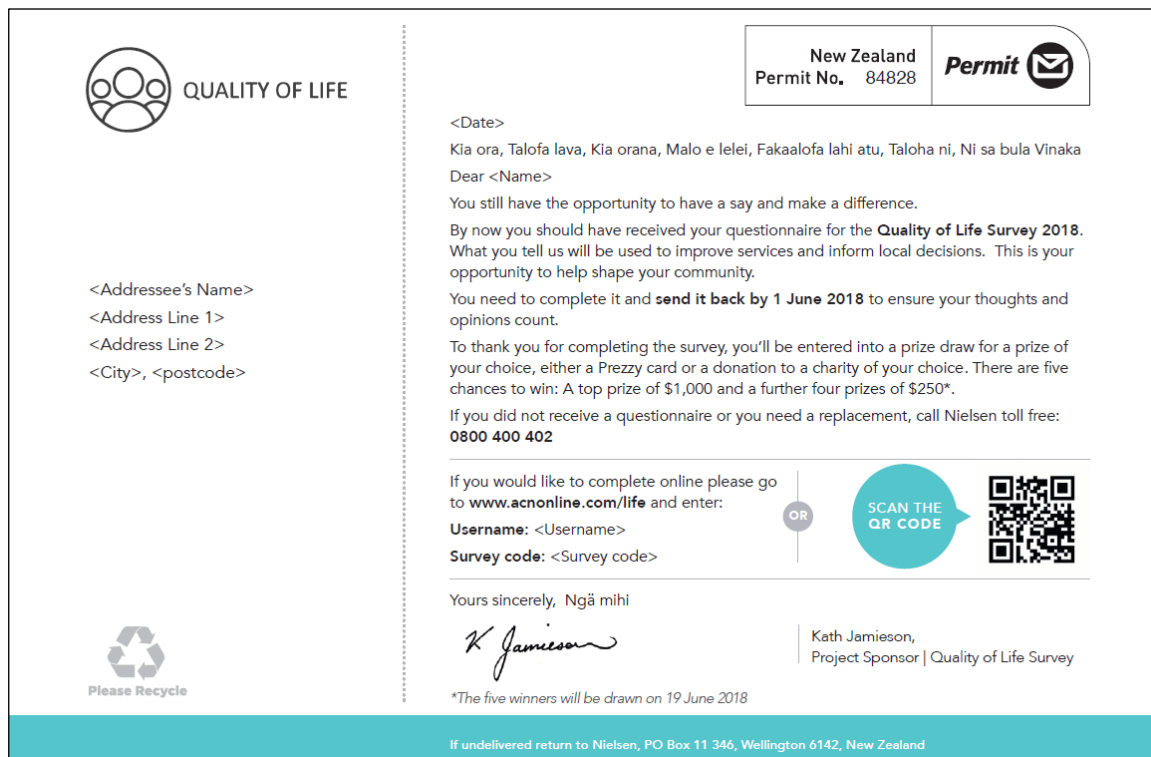 QUALITY OF LIFE
New Zealand
Permit No. 84828
Permit
<Date>
Kia ora, Talofa lava, Kia orana, Malo e lelei, Fakaalofa lahi atu, Taloha ni, Ni sa bula Vinaka
Dear <Name>
You still have the opportunity to have a say and make a difference.
By now you should have received your questionnaire for the Quality of Life Survey 2018.
What you tell us will be used to improve services and inform local decisions. This is your
opportunity to help shape your community.
You need to complete it and send it back by 1 June 2018 to ensure your thoughts and
opinions count.
To thank you for completing the survey, you'll be entered into a prize draw for a prize of
your choice, either a Prezzy card or a donation to a charity of your choice. There are five
chances to win: A top prize of $1,000 and a further four prizes of $250*.
If you did not receive a questionnaire or you need a replacement, call Nielsen toll free:
0800 400 402
<Addressee's Name>
<Address Line 1>
<Address Line 2>
<City>, <postcode>
If you would like to complete online please go
to www.acnonline.com/life and enter:
Username: <Username>
Survey code: <Survey code>
OR
SCAN THE
QR CODE
Yours sincerely, Ngä mihi
K Jamieson
Kath Jamieson,
Project Sponsor | Quality of Life Survey
*The five winners will be drawn on 19 June 2018
Please Recycle
If undelivered return to Nielsen, PO Box 11 346, Wellington 6142, New Zealand